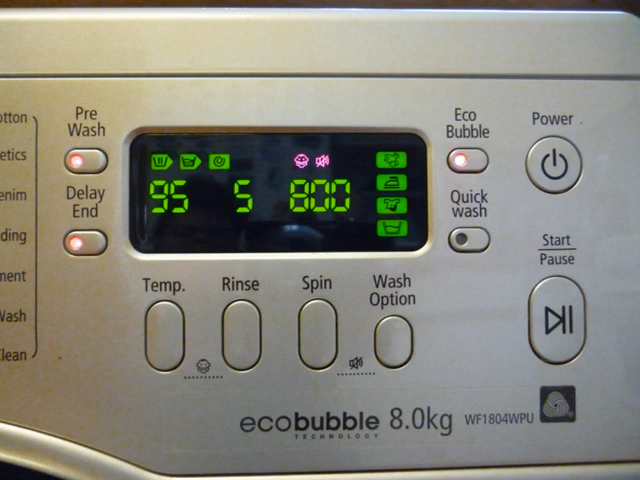 otton
etics
enim
ding
ment
Wash
lean
Pre
Wash
Delay
End
95 5 800
Eco
Bubble
Quick
wash
Power
Start
Pause
Temp.
Rinse
Spin
Wash
Option
ecobubble 8.0kg WF1804WPU
TECHNOLOGY